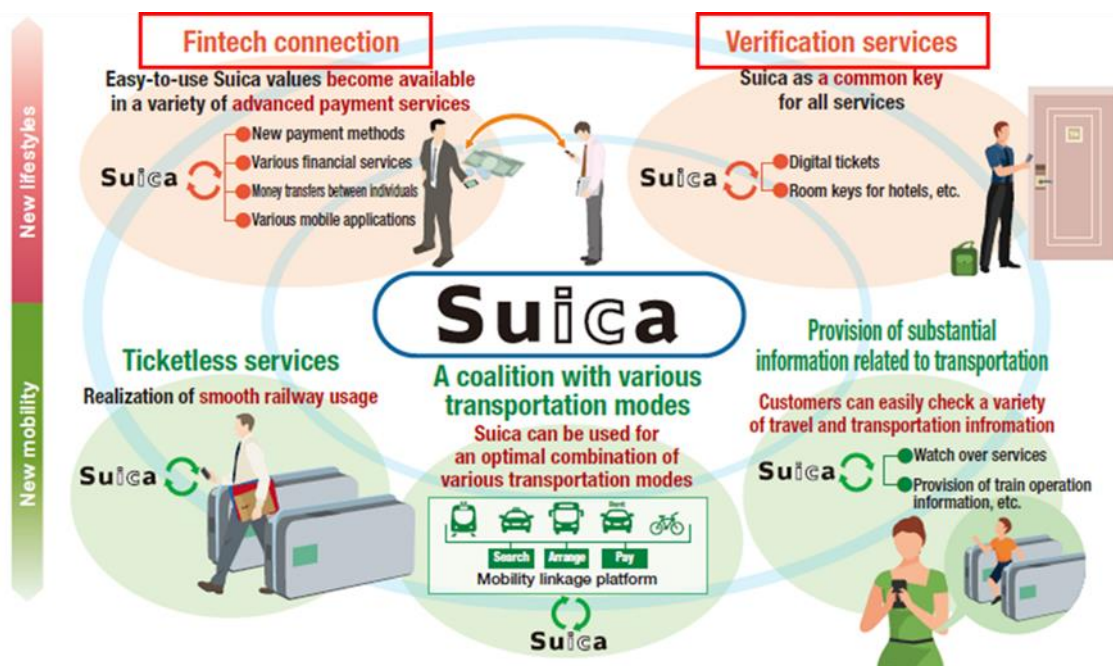 New lifestyles
New mobility
Fintech connection
Easy-to-use Suica values become available
in a variety of advanced payment services
Suica
New payment methods
Various financial services
Money transfers between individuals
Various mobile applications
Verification services
Suica as a common key
for all services
Suica
Digital tickets
Room keys for hotels, etc.
Suica
Ticketless services
Realization of smooth railway usage
Suica
A coalition with various
transportation modes
Suica can be used for
an optimal combination of
various transportation modes
Rent
Search Arrange Pay
Mobility linkage platform
Suica
Provision of substantial
information related to transportation
Customers can easily check a variety
of travel and transportation infromation
Suica
Watch over services
Provision of train operation
information, etc.